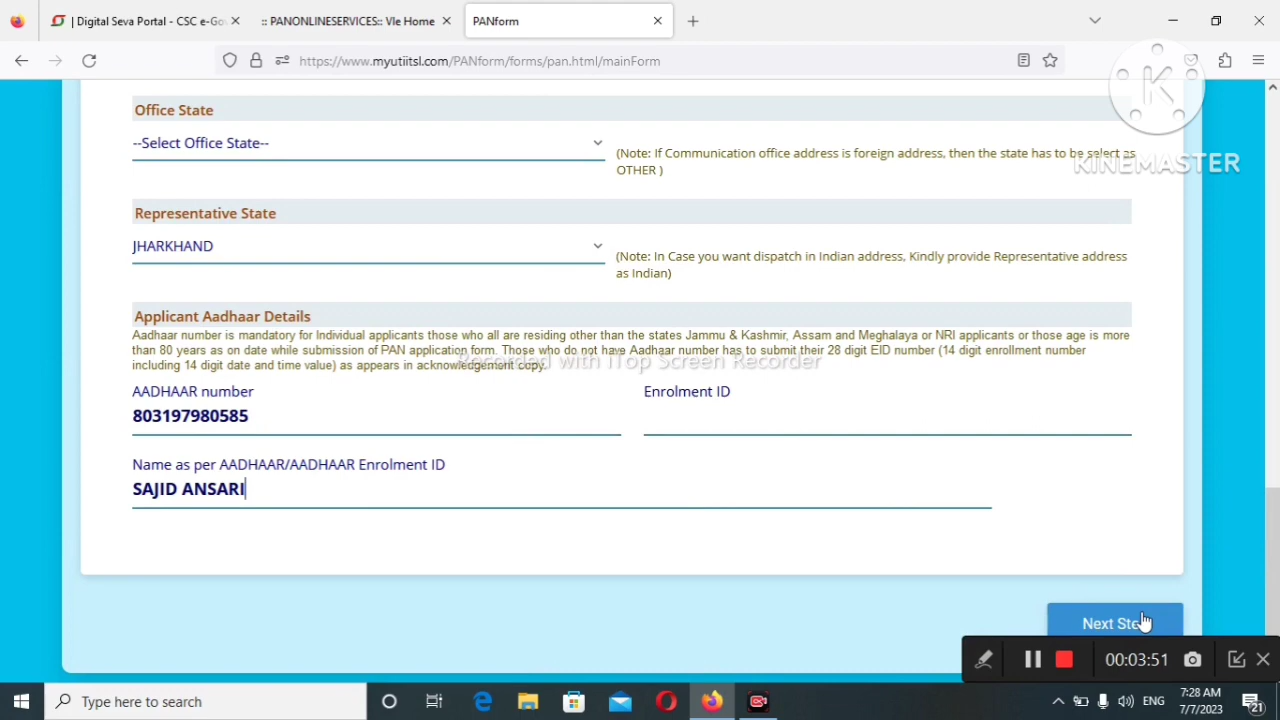 | Digital Seva Portal - CSC e-Gov
:: PANONLINESERVICES:: Vle Home
PANform
https://www.myutiitsl.com/PANform/forms/pan.html/mainForm
K
KINEMASTER
Office State
--Select Office State--
(Note: If Communication office address is foreign address, then the state has to be select as
OTHER )
Representative State
JHARKHAND
(Note: In Case you want dispatch in Indian address, Kindly provide Representative address
as Indian)
Applicant Aadhaar Details
Aadhaar number is mandatory for Individual applicants those who all are residing other than the states Jammu & Kashmir, Assam and Meghalaya or NRI applicants or those age is more
than 80 years as on date while submission of PAN application form. Those who do not have Aadhaar number has to submit their 28 digit EID number (14 digit enrollment number
including 14 digit date and time value) as appears in acknowledgement copy.
Recorded with iTop Screen Recorder
AADHAAR number
Enrolment ID
803197980585
Name as per AADHAAR/AADHAAR Enrolment ID
SAJID ANSARI
Next Step
00:03:51
Type here to search
ENG
7:28 AM
7/7/2023
21